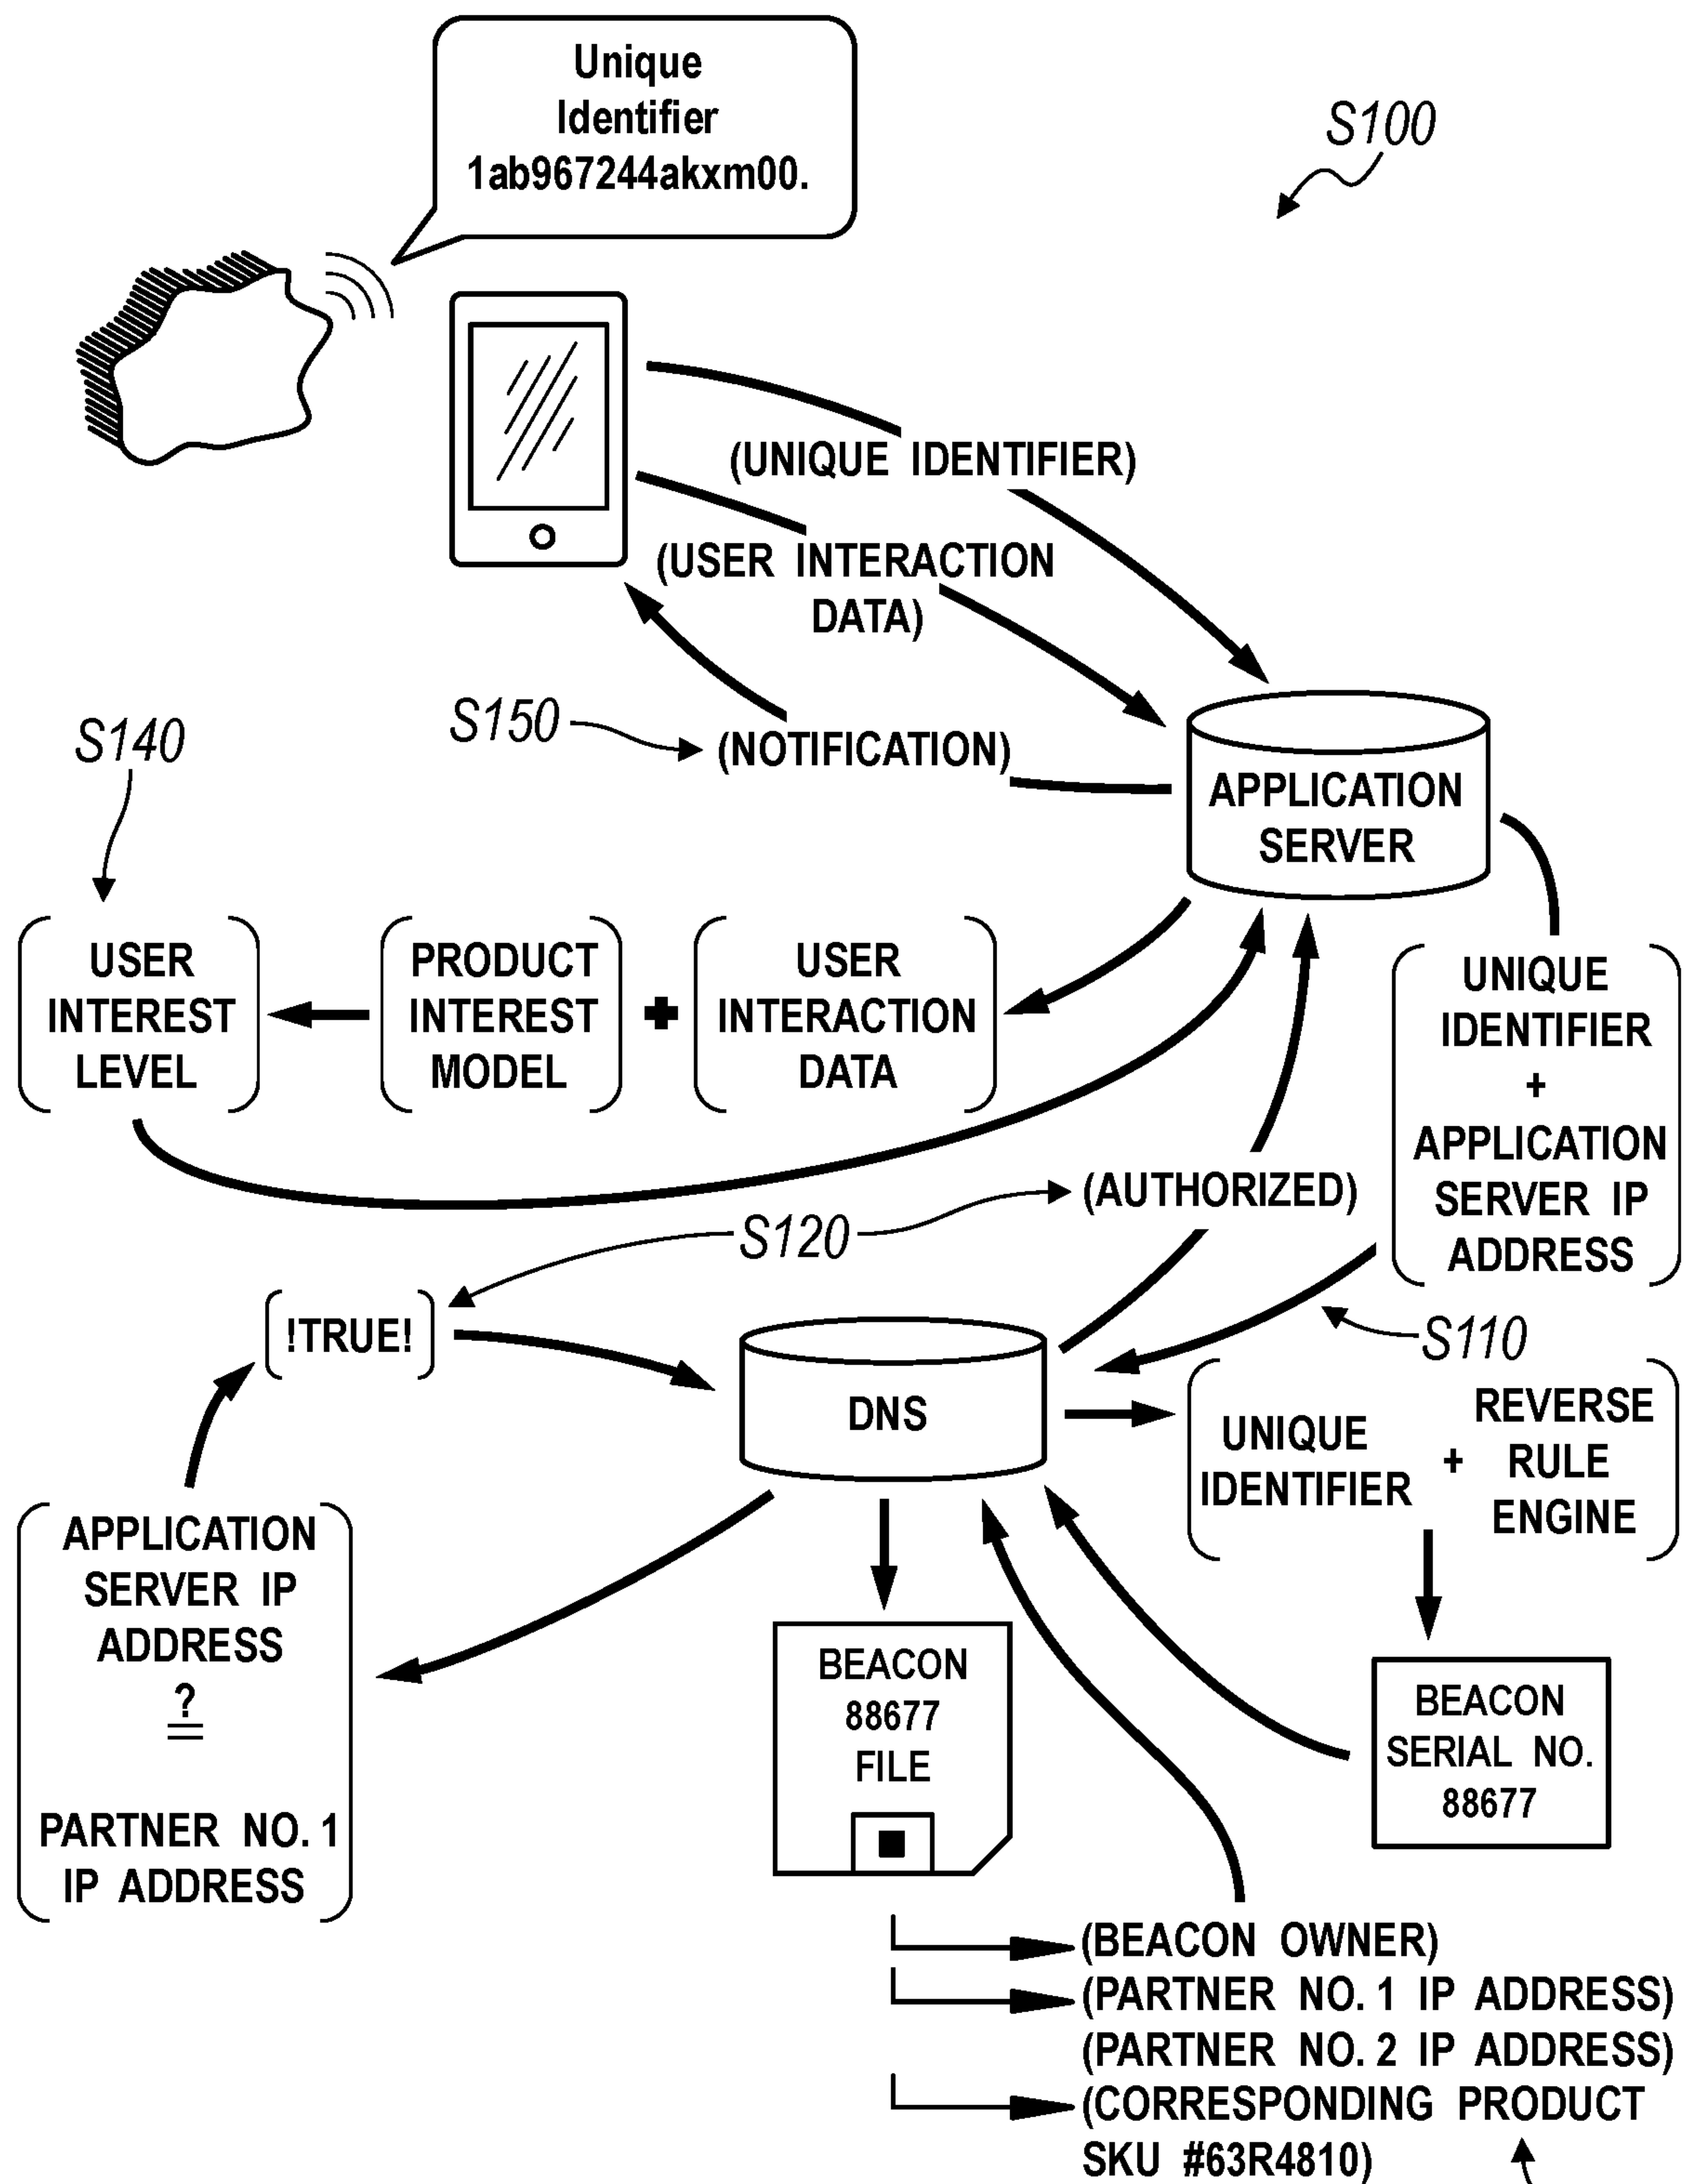 Unique
Identifier
1ab967244akxm00.
S100
(UNIQUE IDENTIFIER)
(USER INTERACTION
DATA)
S150
(NOTIFICATION)
S140
APPLICATION
SERVER
USER
INTEREST
LEVEL
PRODUCT
INTEREST
MODEL
+
USER
INTERACTION
DATA
UNIQUE
IDENTIFIER
+
APPLICATION
SERVER IP
ADDRESS
(AUTHORIZED)
S120
S110
!TRUE!
DNS
UNIQUE
IDENTIFIER
+
REVERSE
RULE
ENGINE
APPLICATION
SERVER IP
ADDRESS
?
=
PARTNER NO. 1
IP ADDRESS
BEACON
88677
FILE
BEACON
SERIAL NO.
88677
(BEACON OWNER)
(PARTNER NO. 1 IP ADDRESS)
(PARTNER NO. 2 IP ADDRESS)
(CORRESPONDING PRODUCT
SKU #63R4810)